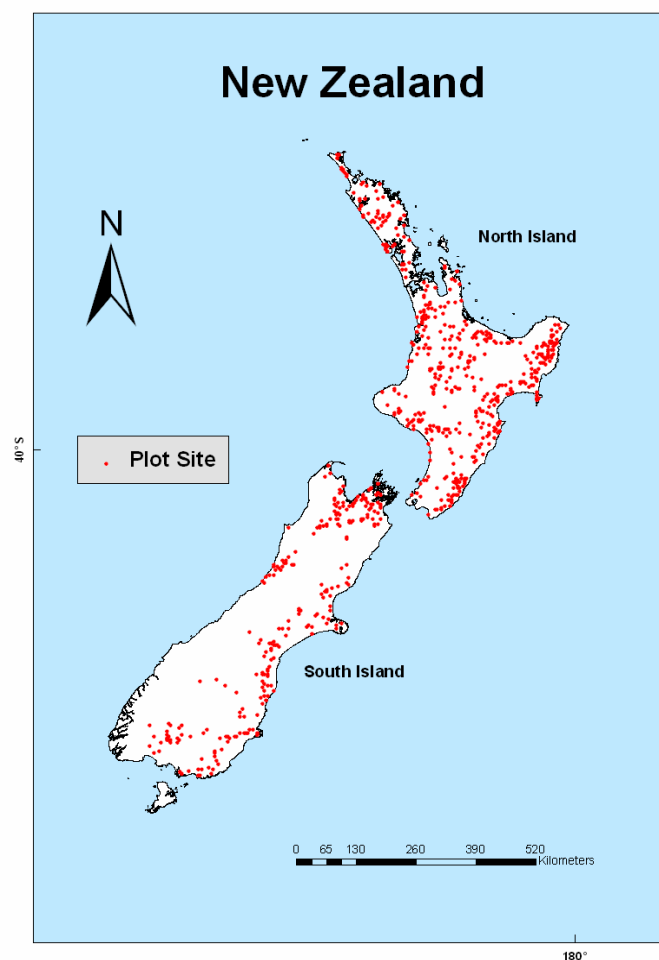 New Zealand
N
North Island
40°S
Plot Site
South Island
0 65 130 260 390 520
Kilometers
180°